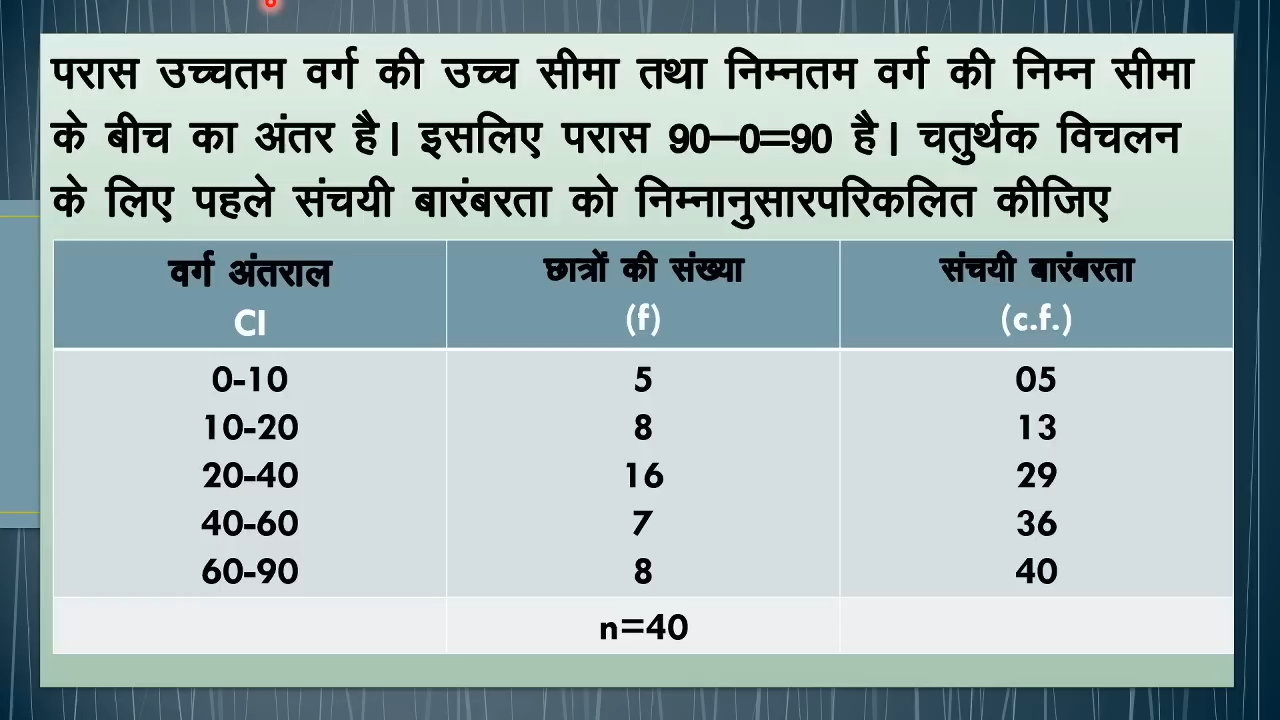 परास उच्चतम वर्ग की उच्च सीमा तथा निम्नतम वर्ग की निम्न सीमा
के बीच का अंतर है| इसलिए परास 90–0=90 है| चतुर्थक विचलन
के लिए पहले संचयी बारंबरता को निम्नानुसारपरिकलित कीजिए
वर्ग अंतराल छात्रों की संख्या संचयी बारंबरता
CI (f) (c.f.)
0-10 5 05
10-20 8 13
20-40 16 29
40-60 7 36
60-90 8 40
n=40